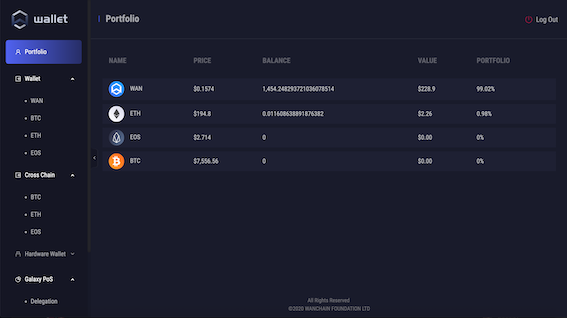 wallet
Portfolio
Log Out
Portfolio
Wallet
WAN
BTC
ETH
EOS
Cross Chain
BTC
ETH
EOS
Hardware Wallet
Galaxy PoS
Delegation
NAME PRICE BALANCE VALUE PORTFOLIO
WAN $0.1574 1,454.248293721036078514 $228.9 99.02%
ETH $194.8 0.011608638891876382 $2.26 0.98%
EOS $2.714 0 $0.00 0%
BTC $7,556.56 0 $0.00 0%
All Rights Reserved
©2020 WANCHAIN FOUNDATION LTD